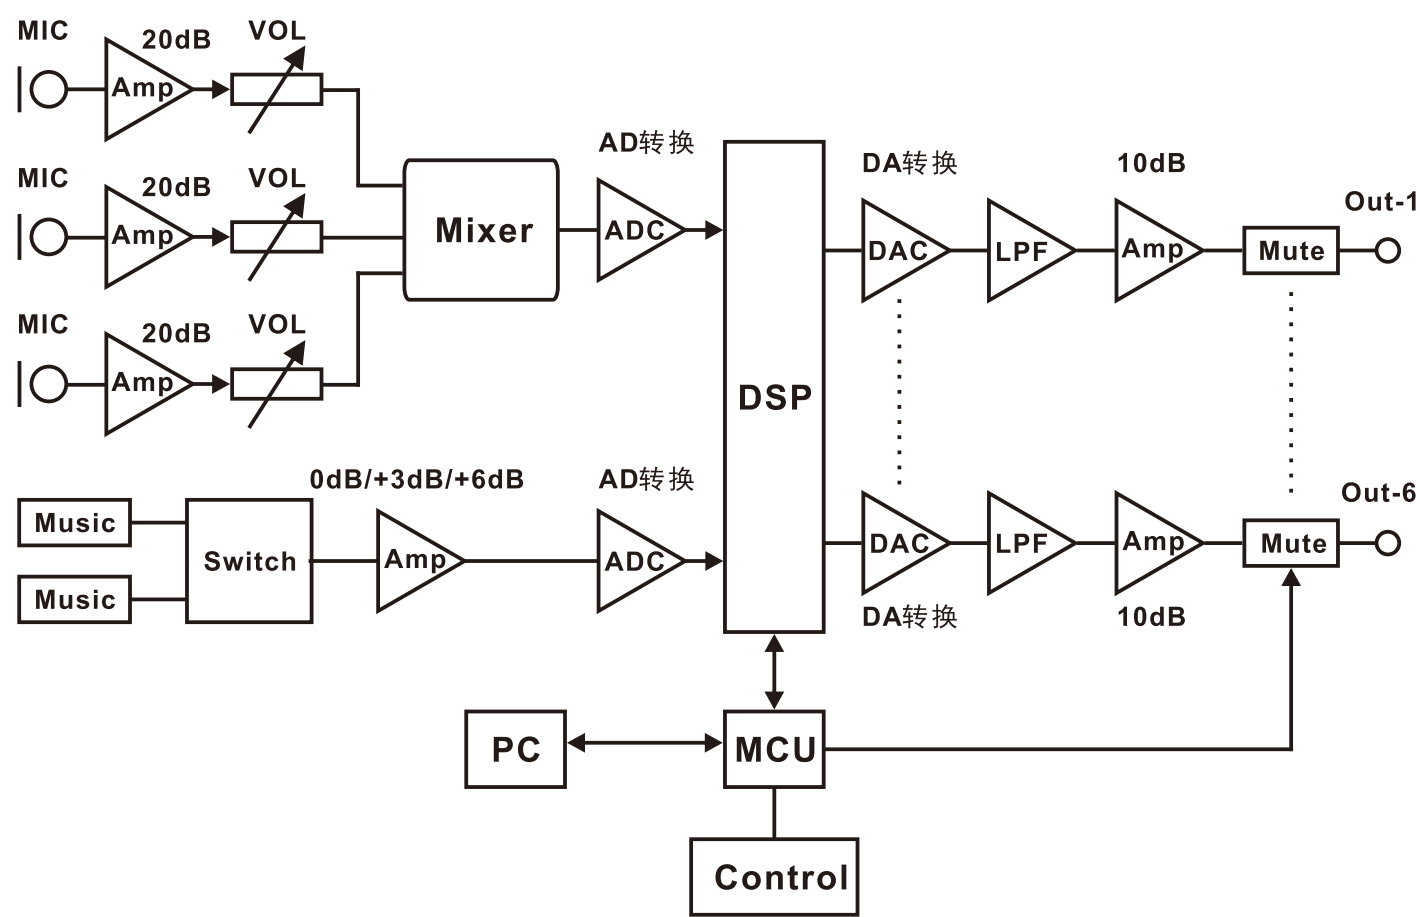 MIC
20dB
VOL
Amp
MIC
20dB
VOL
Amp
MIC
20dB
VOL
Amp
Mixer
AD转换
ADC
DSP
DA转换
DAC
LPF
10dB
Amp
Mute
Out-1
Music
Music
Switch
0dB/+3dB/+6dB
Amp
AD转换
ADC
DAC
DA转换
LPF
Amp
10dB
Mute
Out-6
PC
MCU
Control